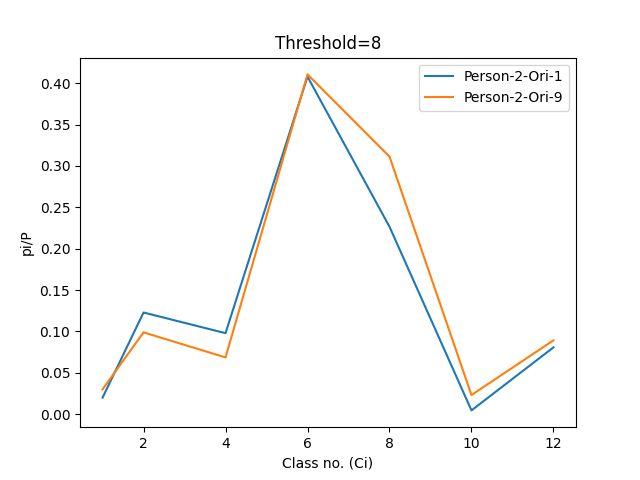 Threshold=8
Person-2-Ori-1
Person-2-Ori-9
pi/P
0.40
0.35
0.30
0.25
0.20
0.15
0.10
0.05
0.00
2 4 6 8 10 12
Class no. (Ci)